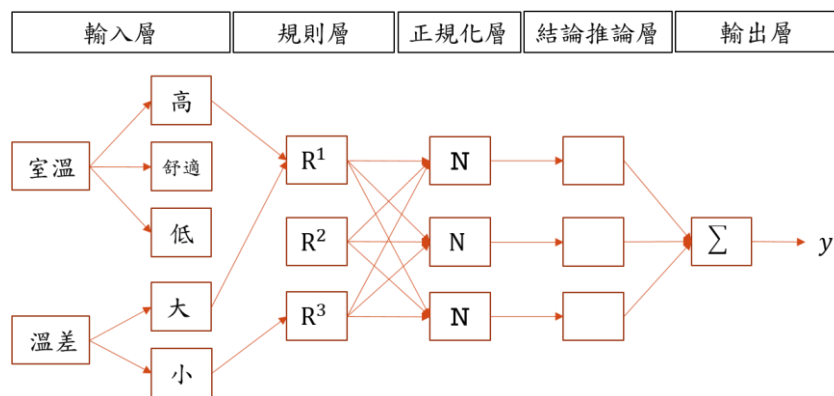 輸入層
規則層
正規化層
結論推論層
輸出層
室溫
高
舒適
低
溫差
大
小
R¹
R²
R³
N
N
N
∑
y